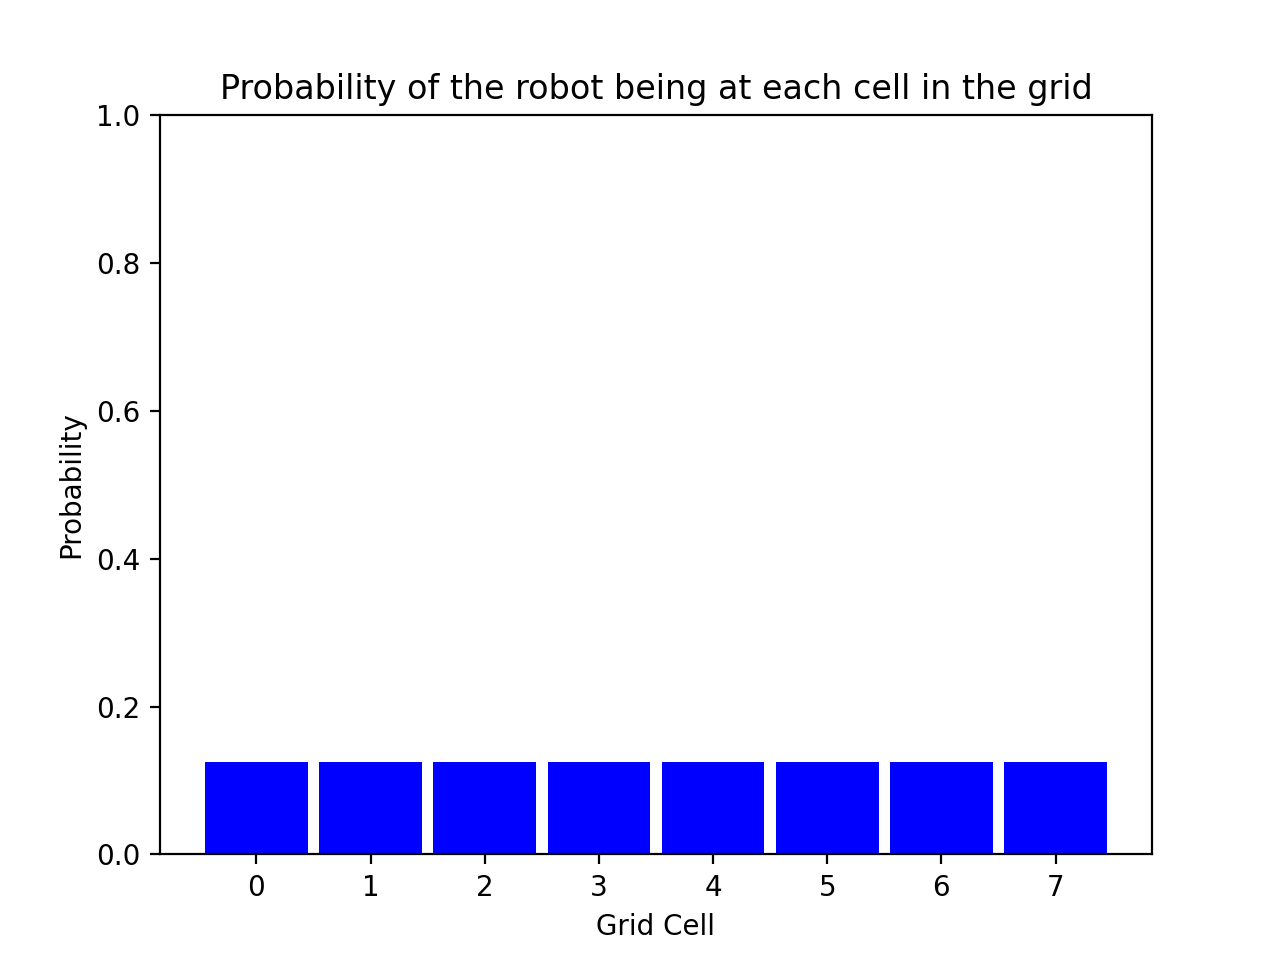 Probability of the robot being at each cell in the grid
1.0
0.8
0.6
0.4
0.2
0.0
Probability
0 1 2 3 4 5 6 7
Grid Cell